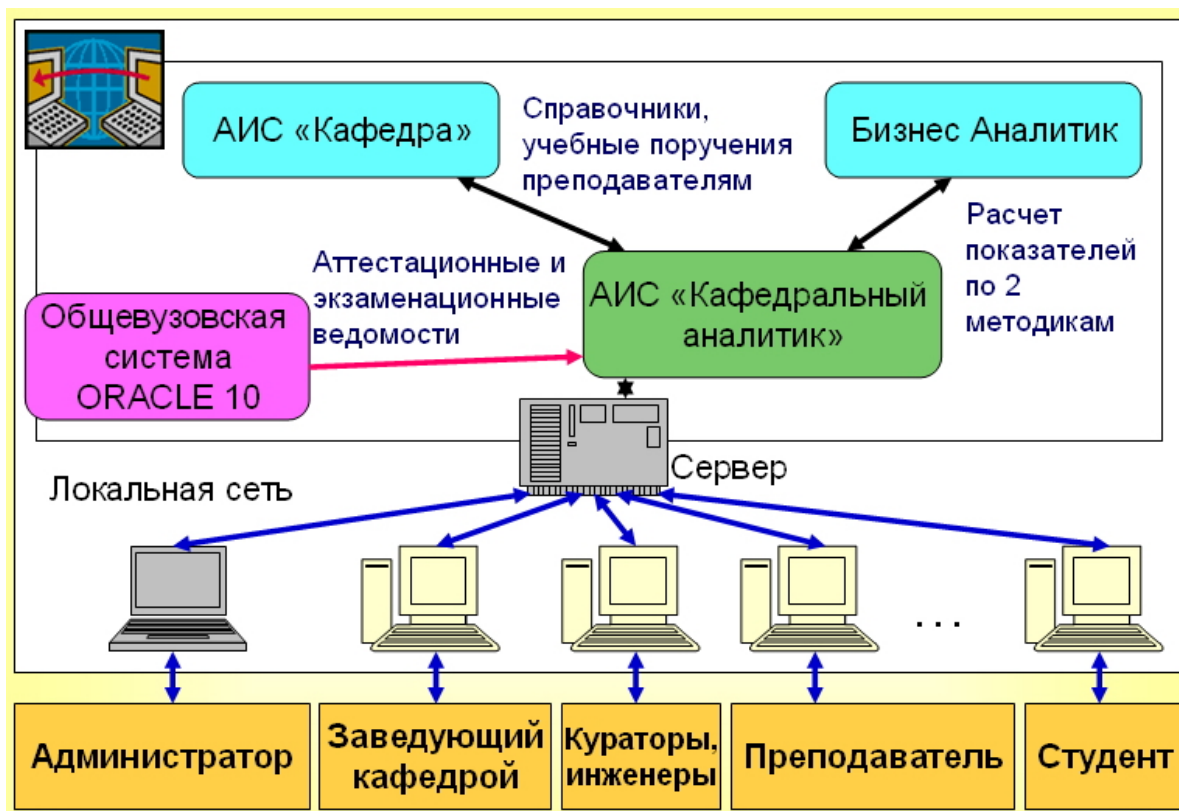 АИС «Кафедра»
Справочники,
учебные поручения
преподавателям
Бизнес Аналитик
Расчет
показателей
по 2
методикам
Аттестационные и
экзаменационные
ведомости
АИС «Кафедральный
аналитик»
Общевузовская
система
ORACLE 10
Сервер
Локальная сеть
...
Администратор
Заведующий
кафедрой
Кураторы,
инженеры
Преподаватель
Студент